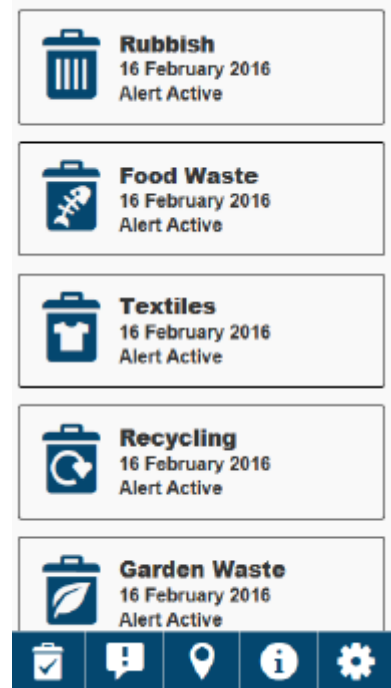 Rubbish
16 February 2016
Alert Active
Food Waste
16 February 2016
Alert Active
Textiles
16 February 2016
Alert Active
Recycling
16 February 2016
Alert Active
Garden Waste
16 February 2016
Alert Active